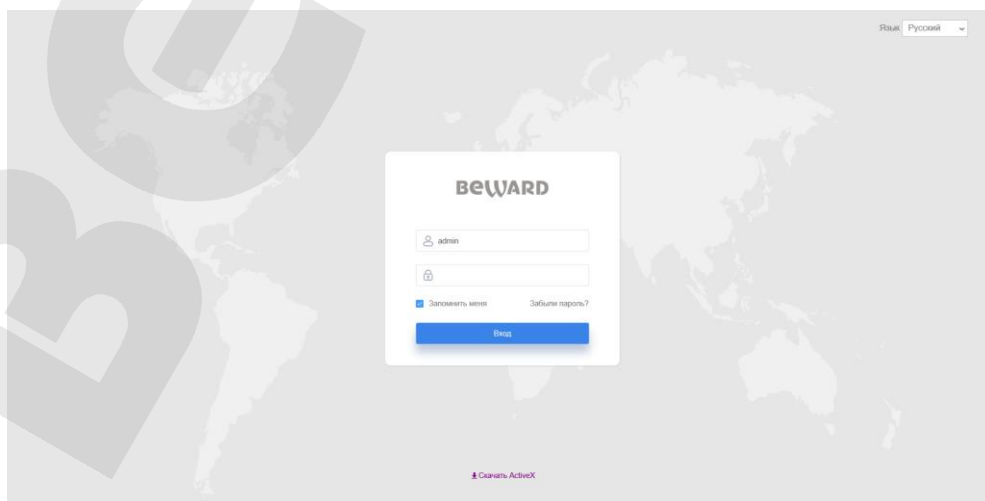 Язык Русский
BEWARD
admin
Запомнить меня Забыли пароль?
Вход
Скачать ActiveX